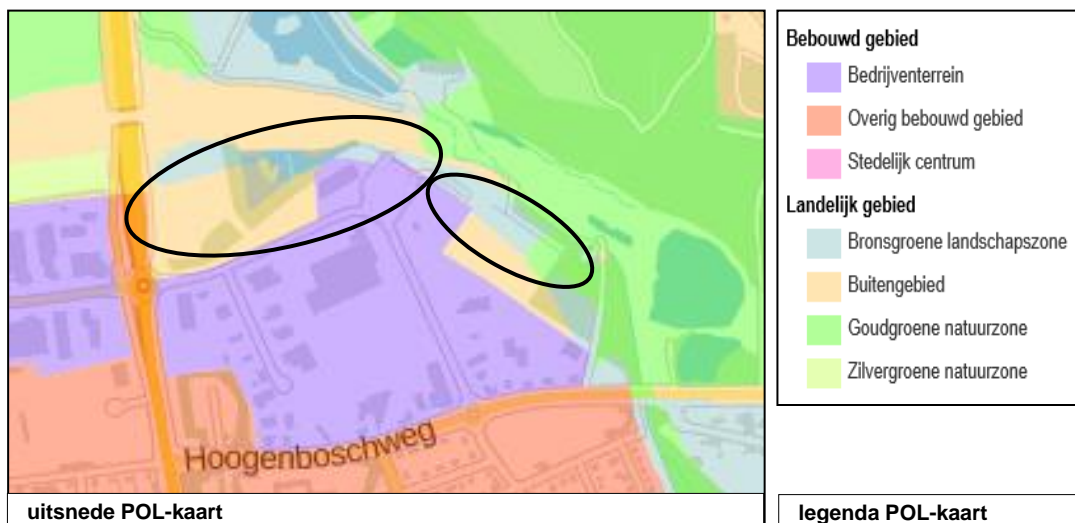 Hoogenboschweg
uitsnede POL-kaart
Bebouwd gebied
Bedrijventerrein
Overig bebouwd gebied
Stedelijk centrum
Landelijk gebied
Bronsgroene landschapszone
Buitengebied
Goudgroene natuurzone
Zilvergroene natuurzone
legenda POL-kaart